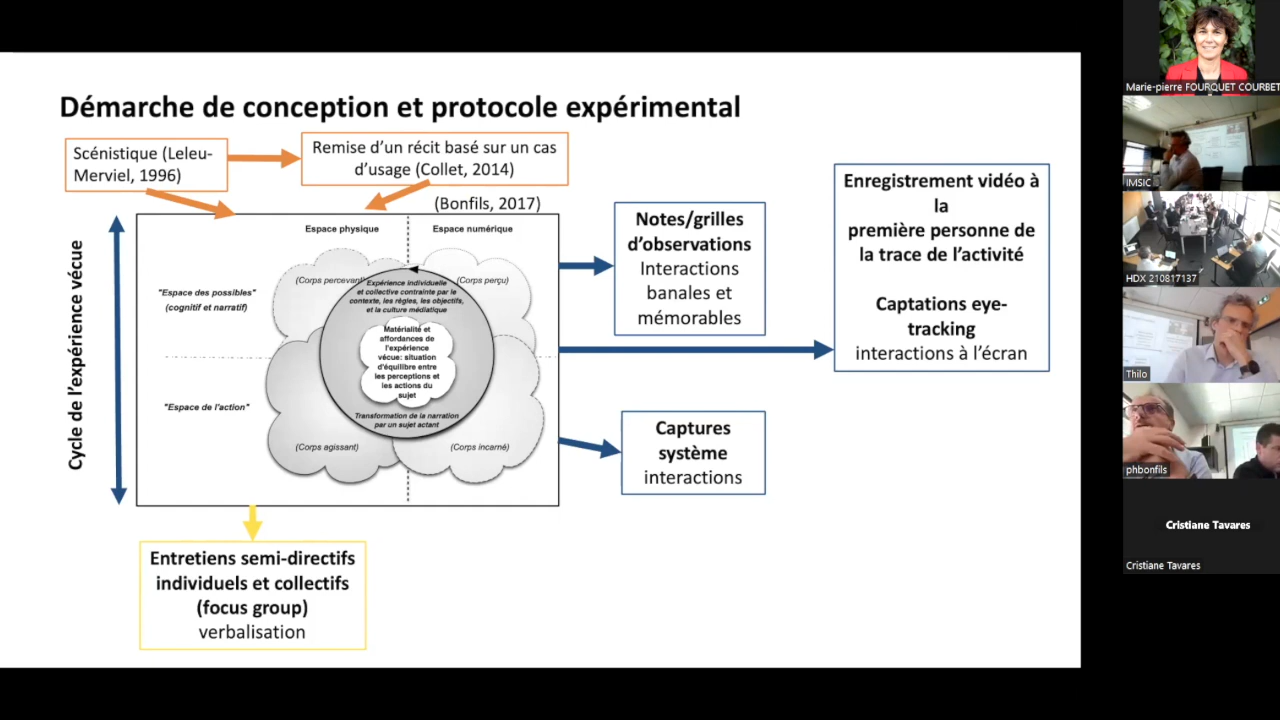 Démarche de conception et protocole expérimental
Scénistique (Leleu-
Merviel, 1996)
Remise d'un récit basé sur un cas
d'usage (Collet, 2014)
(Bonfils, 2017)
Cycle de l'expérience vécue
Espace physique
Espace numérique
"Espace des possibles"
(cognitif et narratif)
(Corps percevant)
(Corps perçu)
Expérience individuelle
et collective contrainte par le
contexte, les règles, les objectifs,
et la culture médiatique
Matérialité et
affordances de
l'expérience
vécue: situation
d'équilibre entre
les perceptions et
les actions du
sujet
"Espace de l'action"
Transformation de la narration
par un sujet actant
(Corps agissant)
(Corps incarné)
Notes/grilles
d'observations
Interactions
banales et
mémorables
Enregistrement vidéo à
la
première personne de
la trace de l'activité
Captations eye-
tracking
interactions à l'écran
Captures
système
interactions
Entretiens semi-directifs
individuels et collectifs
(focus group)
verbalisation
Marie-pierre FOURQUET COURBET
IMSIC
HDX 210817137
Thilo
phbonfils
Cristiane Tavares
Cristiane Tavares